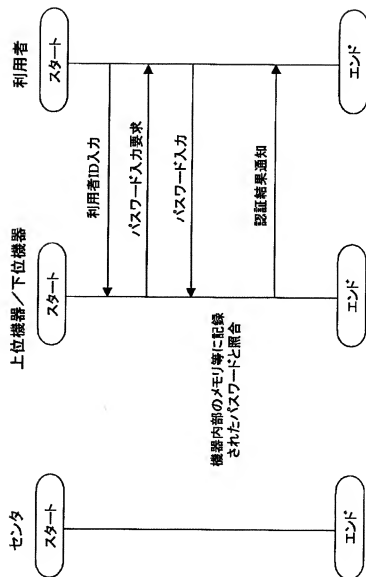 センタ
上位機器／下位機器
利用者
スタート
スタート
スタート
利用者ID入力
パスワード入力要求
パスワード入力
機器内部のメモリ等に記録
されたパスワードと照合
認証結果通知
エンド
エンド
エンド